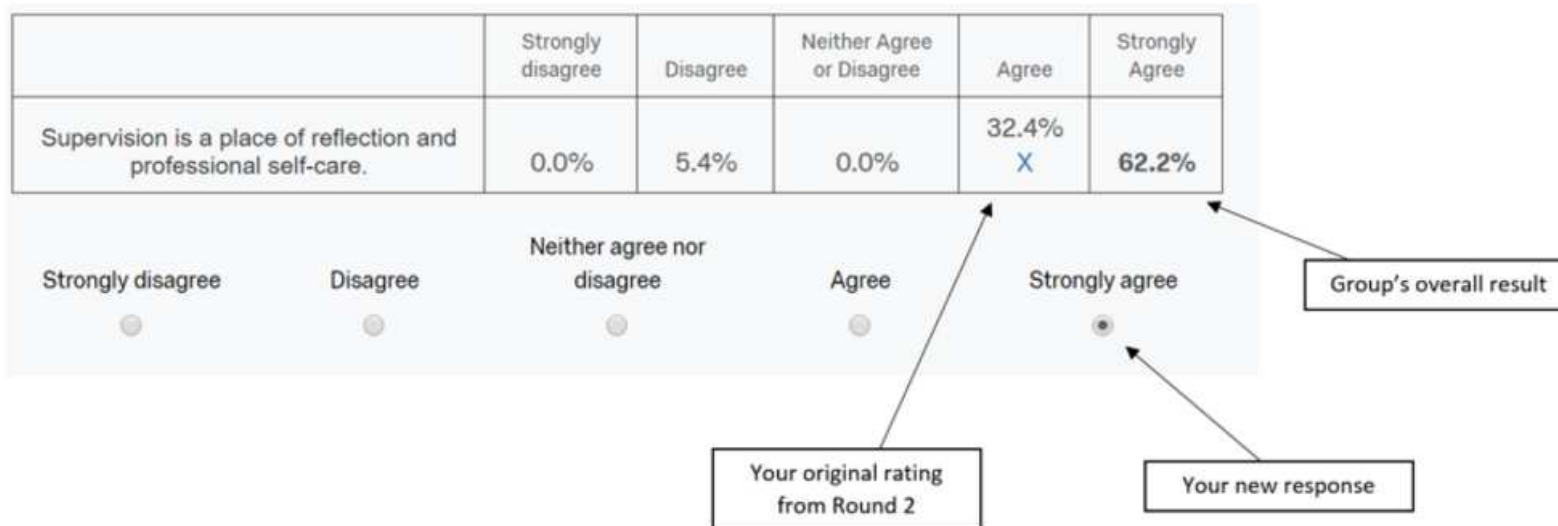 Strongly
disagree
Disagree
Neither Agree
or Disagree
Agree
Strongly
Agree
Supervision is a place of reflection and
professional self-care.
0.0%
5.4%
0.0%
32.4%
X
62.2%
Strongly disagree
Disagree
Neither agree nor
disagree
Agree
Strongly agree
Group's overall result
Your original rating
from Round 2
Your new response